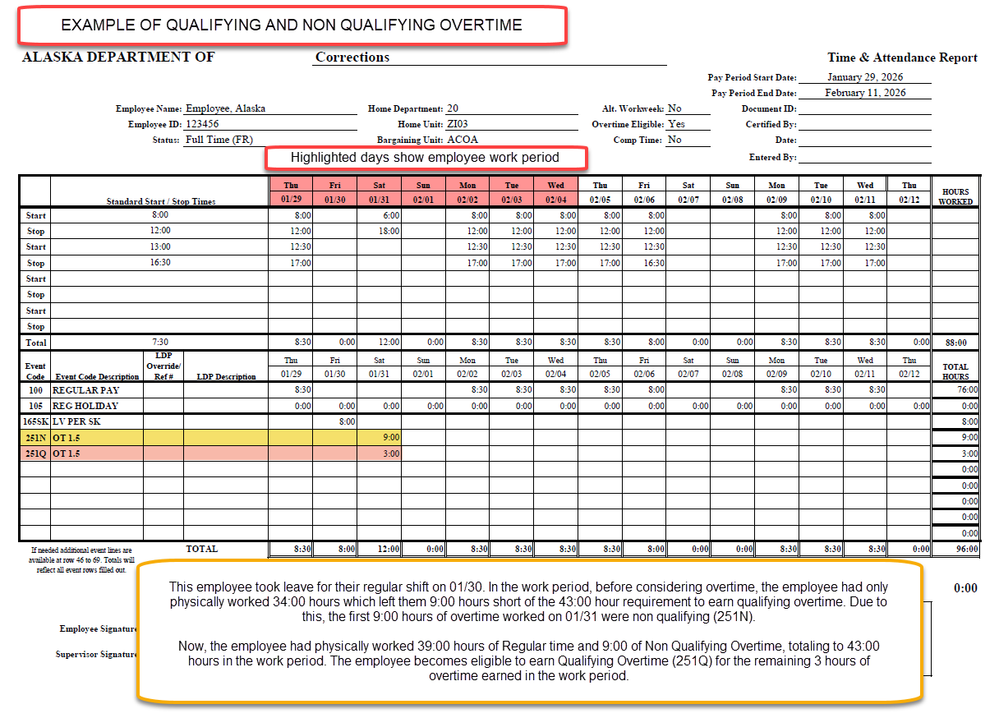 EXAMPLE OF QUALIFYING AND NON QUALIFYING OVERTIME
ALASKA DEPARTMENT OF Corrections Time & Attendance Report
Pay Period Start Date: January 29, 2026
Pay Period End Date: February 11, 2026
Employee Name: Employee, Alaska Home Department: 20 Alt. Workweek: No Document ID:
Employee ID: 123456 Home Unit: ZI03 Overtime Eligible: Yes Certified By:
Status: Full Time (FR) Bargaining Unit: ACOA Comp Time: No Date:
Highlighted days show employee work period Entered By:
Thu Fri Sat Sun Mon Tue Wed Thu Fri Sat Sun Mon Tue Wed Thu HOURS
Standard Start / Stop Times 01/29 01/30 01/31 02/01 02/02 02/03 02/04 02/05 02/06 02/07 02/08 02/09 02/10 02/11 02/12 WORKED
Start 8:00 8:00 6:00 8:00 8:00 8:00 8:00 8:00 8:00 8:00 8:00
Stop 12:00 12:00 18:00 12:00 12:00 12:00 12:00 12:00 12:00 12:00 12:00
Start 13:00 12:30 12:30 12:30 12:30 12:30 12:30 12:30 12:30 12:30
Stop 16:30 17:00 17:00 17:00 17:00 17:00 16:30 17:00 17:00 17:00
Start
Stop
Start
Stop
Total 7:30 8:30 0:00 12:00 0:00 8:30 8:30 8:30 8:30 8:00 0:00 0:00 8:30 8:30 8:30 0:00 88:00
LDP
Event Override/ Thu Fri Sat Sun Mon Tue Wed Thu Fri Sat Sun Mon Tue Wed Thu TOTAL
Code Event Code Description Ref # LDP Description 01/29 01/30 01/31 02/01 02/02 02/03 02/04 02/05 02/06 02/07 02/08 02/09 02/10 02/11 02/12 HOURS
100 REGULAR PAY 8:30 8:30 8:30 8:30 8:30 8:00 8:30 8:30 8:30 76:00
105 REG HOLIDAY 0:00 0:00 0:00 0:00 0:00 0:00 0:00 0:00 0:00 0:00 0:00 0:00 0:00 0:00 0:00 0:00
165SK LV PER SK 8:00 8:00
251N OT 1.5 9:00 9:00
251Q OT 1.5 3:00 3:00
0:00
0:00
0:00
0:00
0:00
TOTAL 8:30 8:00 12:00 0:00 8:30 8:30 8:30 8:30 8:00 0:00 0:00 8:30 8:30 8:30 0:00 96:00
If needed additional event lines are
available at row 46 to 69. Totals will
reflect all event rows filled out.
0:00
This employee took leave for their regular shift on 01/30. In the work period, before considering overtime, the employee had only
physically worked 34:00 hours which left them 9:00 hours short of the 43:00 hour requirement to earn qualifying overtime. Due to
this, the first 9:00 hours of overtime worked on 01/31 were non qualifying (251N).
Now, the employee had physically worked 39:00 hours of Regular time and 9:00 of Non Qualifying Overtime, totaling to 43:00
hours in the work period. The employee becomes eligible to earn Qualifying Overtime (251Q) for the remaining 3 hours of
overtime earned in the work period.
Employee Signature
Supervisor Signature